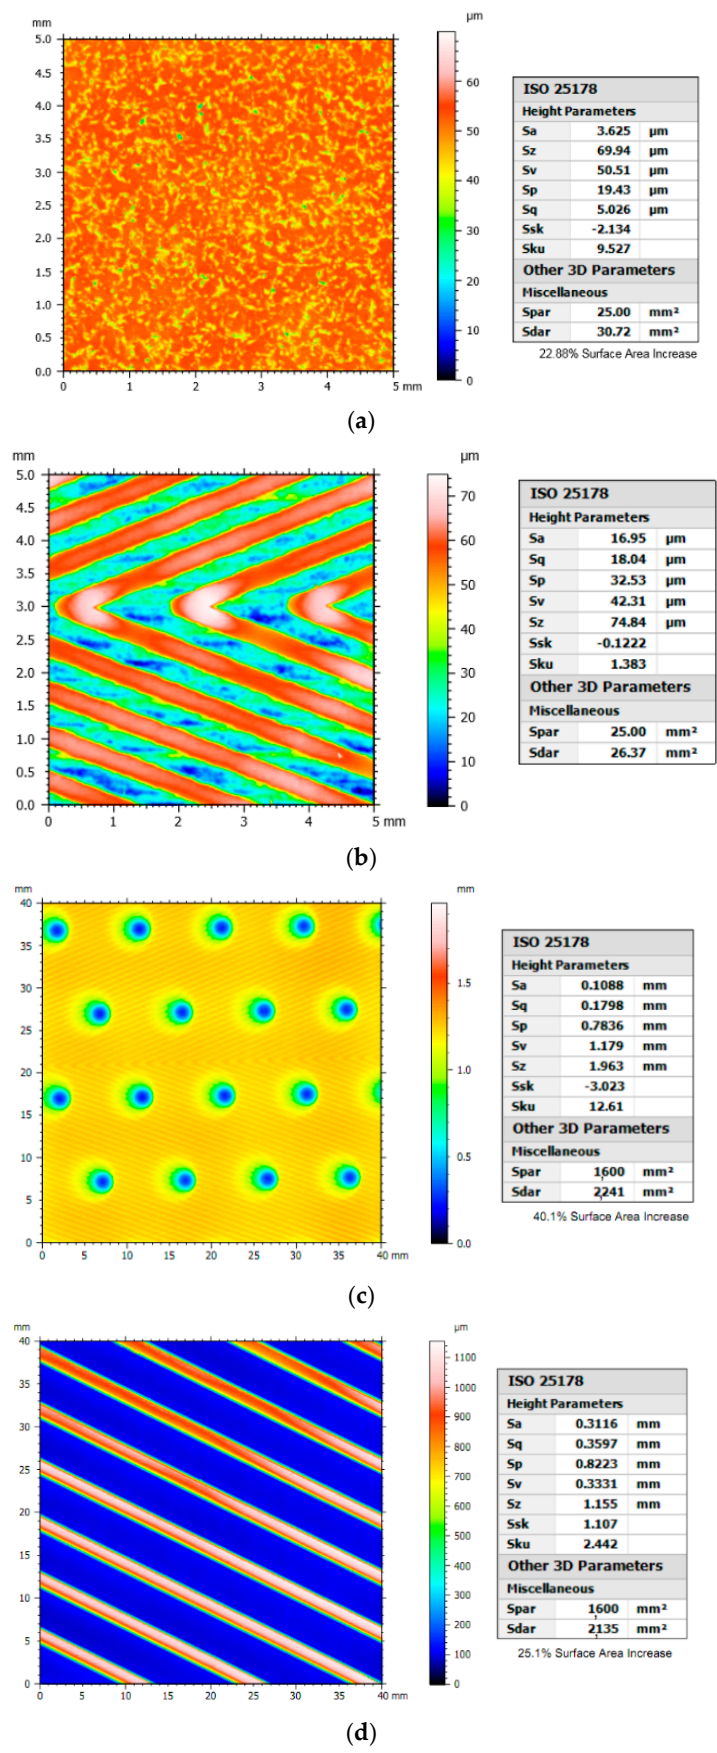 mm
µm
5.0
4.5
4.0
3.5
3.0
2.5
2.0
1.5
1.0
0.5
0.0
0 1 2 3 4 5 mm
60
50
40
30
20
10
0
ISO 25178
Height Parameters
Sa 3.625 µm
Sz 69.94 µm
Sv 50.51 µm
Sp 19.43 µm
Sq 5.026 µm
Ssk -2.134
Sku 9.527
Other 3D Parameters
Miscellaneous
Spar 25.00 mm²
Sdar 30.72 mm²
22.88% Surface Area Increase
(a)
mm
µm
5.0
4.5
4.0
3.5
3.0
2.5
2.0
1.5
1.0
0.5
0.0
0 1 2 3 4 5 mm
70
60
50
40
30
20
10
0
ISO 25178
Height Parameters
Sa 16.95 µm
Sq 18.04 µm
Sp 32.53 µm
Sv 42.31 µm
Sz 74.84 µm
Ssk -0.1222
Sku 1.383
Other 3D Parameters
Miscellaneous
Spar 25.00 mm²
Sdar 26.37 mm²
(b)
mm
mm
40
35
30
25
20
15
10
5
0
0 5 10 15 20 25 30 35 40 mm
1.5
1.0
0.5
0.0
ISO 25178
Height Parameters
Sa 0.1088 mm
Sq 0.1798 mm
Sp 0.7836 mm
Sv 1.179 mm
Sz 1.963 mm
Ssk -3.023
Sku 12.61
Other 3D Parameters
Miscellaneous
Spar 1,600 mm²
Sdar 2,241 mm²
40.1% Surface Area Increase
(c)
mm
µm
40
35
30
25
20
15
10
5
0
0 5 10 15 20 25 30 35 40 mm
1100
1000
900
800
700
600
500
400
300
200
100
0
ISO 25178
Height Parameters
Sa 0.3116 mm
Sq 0.3597 mm
Sp 0.8223 mm
Sv 0.3331 mm
Sz 1.155 mm
Ssk 1.107
Sku 2.442
Other 3D Parameters
Miscellaneous
Spar 1,600 mm²
Sdar 2,135 mm²
25.1% Surface Area Increase
(d)